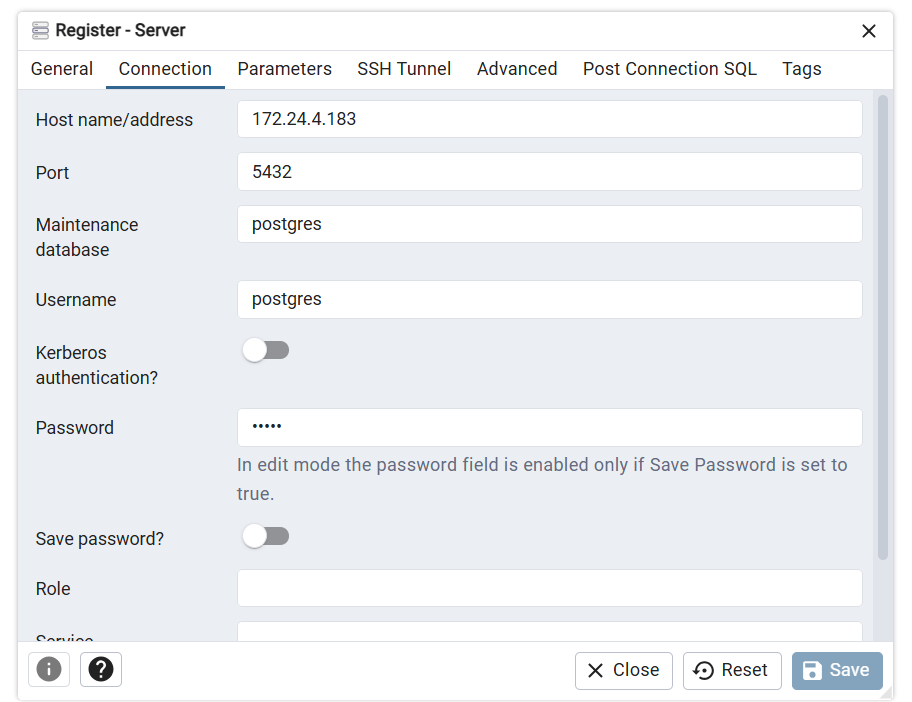 Register - Server
General Connection Parameters SSH Tunnel Advanced Post Connection SQL Tags
Host name/address 172.24.4.183
Port 5432
Maintenance
database
postgres
Username postgres
Kerberos
authentication?
Password •••••
In edit mode the password field is enabled only if Save Password is set to
true.
Save password?
Role
Service
Close Reset Save